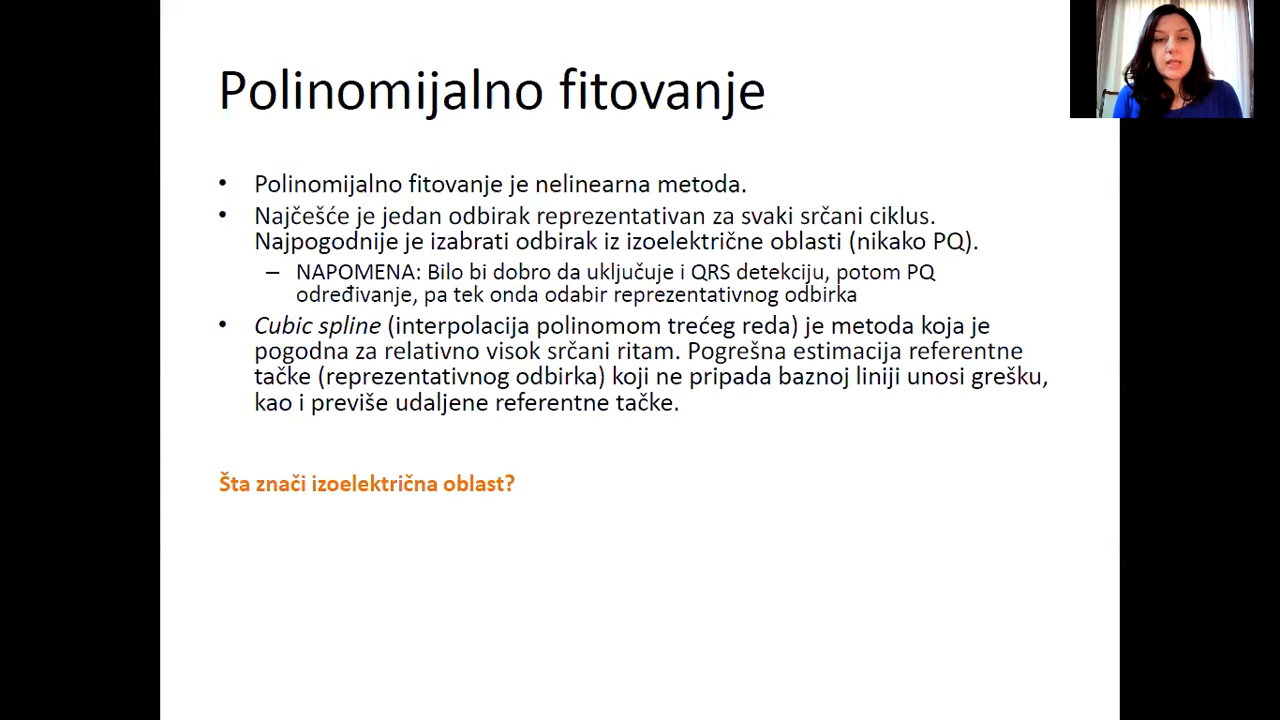 Polinomijalno fitovanje
• Polinomijalno fitovanje je nelinearna metoda.
• Najčešće je jedan odbirak reprezentativan za svaki srčani ciklus.
Najpogodnije je izabrati odbirak iz izoelektrične oblasti (nikako PQ).
– NAPOMENA: Bilo bi dobro da uključuje i QRS detekciju, potom PQ
određivanje, pa tek onda odabir reprezentativnog odbirka
• Cubic spline (interpolacija polinomom trećeg reda) je metoda koja je
pogodna za relativno visok srčani ritam. Pogrešna estimacija referentne
tačke (reprezentativnog odbirka) koji ne pripada baznoj liniji unosi grešku,
kao i previše udaljene referentne tačke.
Šta znači izoelektrična oblast?